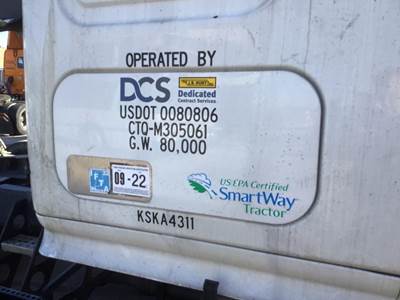 OPERATED BY
DCS
J.B. HUNT
Dedicated
Contract Services
USDOT 0080806
CTQ-M305061
G.W. 80,000
09-22
US EPA Certified
SmartWay
Tractor
KSKA4311